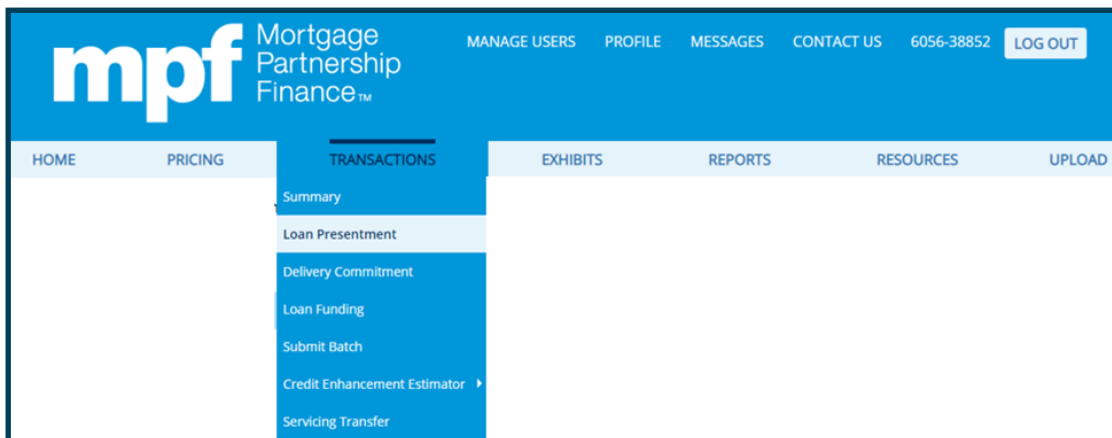 mpf
Mortgage
Partnership
Finance™
MANAGE USERS PROFILE MESSAGES CONTACT US 6056-38852 LOG OUT
HOME PRICING TRANSACTIONS EXHIBITS REPORTS RESOURCES UPLOAD
Summary
Loan Presentment
Delivery Commitment
Loan Funding
Submit Batch
Credit Enhancement Estimator
Servicing Transfer